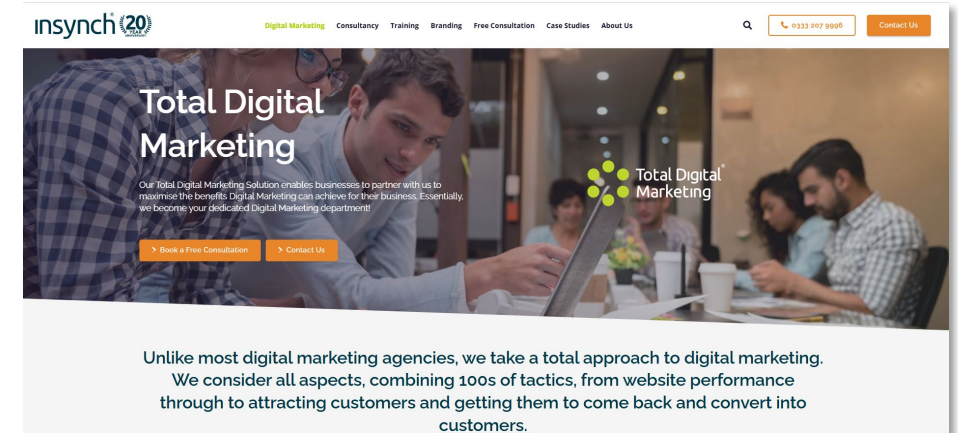 insynch 20 YEAR ANNIVERSARY
Digital Marketing Consultancy Training Branding Free Consultation Case Studies About Us
0333 207 9996
Contact Us
Total Digital
Marketing
Our Total Digital Marketing Solution enables businesses to partner with us to
maximise the benefits Digital Marketing can achieve for their business. Essentially,
we become your dedicated Digital Marketing department!
Book a Free Consultation
Contact Us
Total Digital
Marketing
Unlike most digital marketing agencies, we take a total approach to digital marketing.
We consider all aspects, combining 100s of tactics, from website performance
through to attracting customers and getting them to come back and convert into
customers.